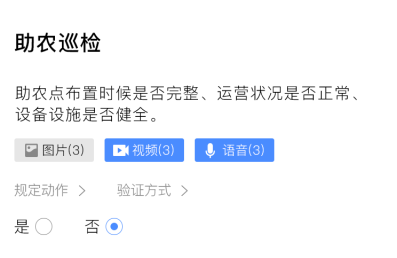 助农巡检
助农点布置时候是否完整、运营状况是否正常、
设备设施是否健全。
图片(3) 视频(3) 语音(3)
规定动作 > 验证方式 >
是 否